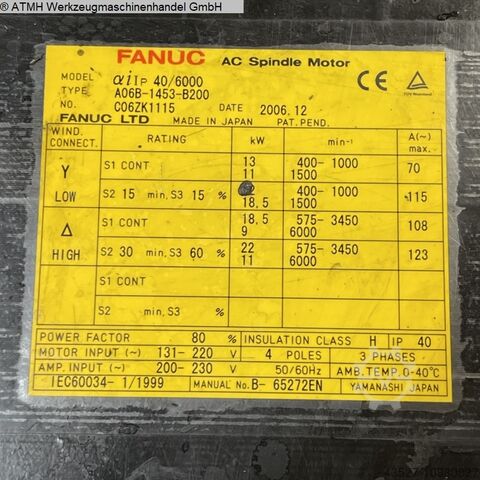 ® ATMH Werkzeugmaschinenhandel GmbH
FANUC AC Spindle Motor
MODEL αiIP 40/6000
TYPE A06B-1453-B200
NO. C06ZK1115 DATE 2006.12
FANUC LTD MADE IN JAPAN PAT. PEND.
CE TÜV
WIND. CONNECT. RATING kW min-¹ A(~) max.
Y LOW S1 CONT 13 11 400-1000 1500 70
S2 15 min, S3 15 % 18.5 400-1000 1500 115
Δ HIGH S1 CONT 18.5 9 575-3450 6000 108
S2 30 min, S3 60 % 22 11 575-3450 6000 123
S1 CONT
S2 min, S3 %
POWER FACTOR 80 % INSULATION CLASS H IP 40
MOTOR INPUT (~) 131-220 V 4 POLES 3 PHASES
AMP. INPUT (~) 200-230 V 50/60Hz AMB. TEMP. 0-40℃
IEC60034-1/1999 MANUAL No. B-65272EN YAMANASHI JAPAN